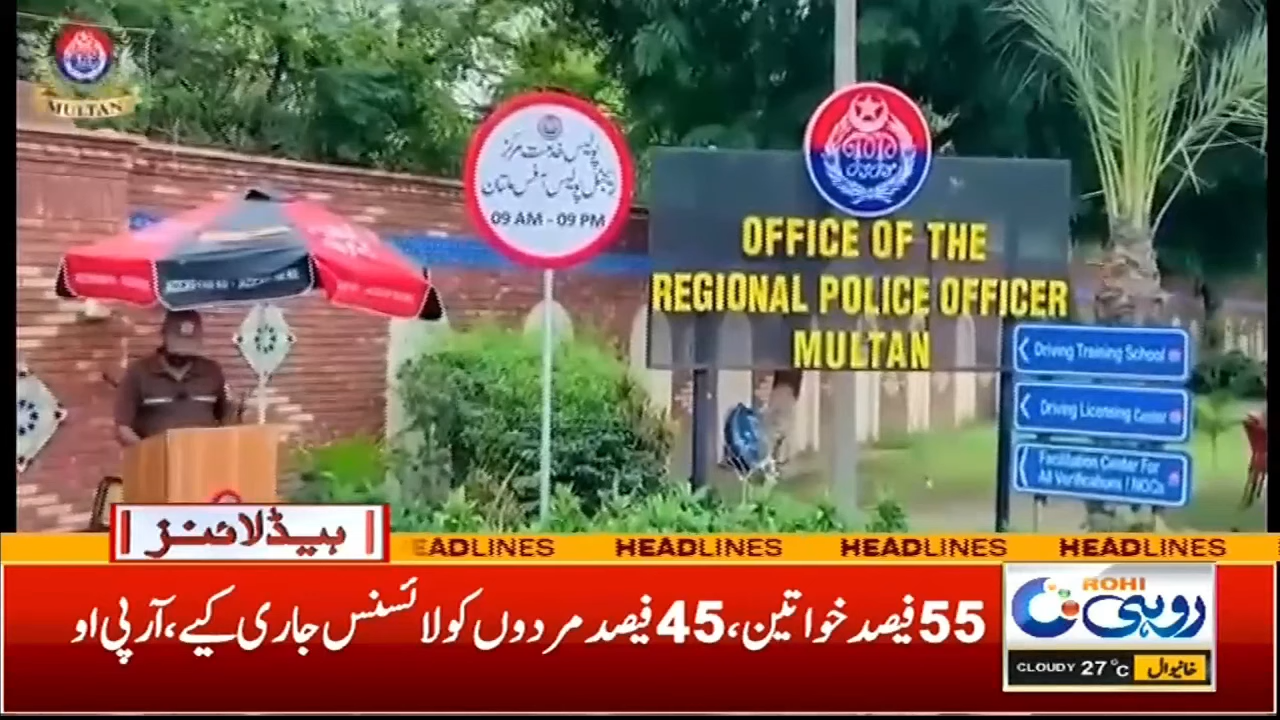 MULTAN
پولیس خدمت مرکز
ریجنل پولیس آفس ملتان
09 AM - 09 PM
OFFICE OF THE
REGIONAL POLICE OFFICER
MULTAN
Driving Training School
Driving Licensing Center
Facilitation Center For
All Verifications / NOCs
ہیڈلائنز
EADLINES HEADLINES HEADLINES HEADLINES
55 فیصد خواتین، 45 فیصد مردوں کو لائسنس جاری کیے، آر پی او
ROHI
روہی
CLOUDY 27°C خانیوال